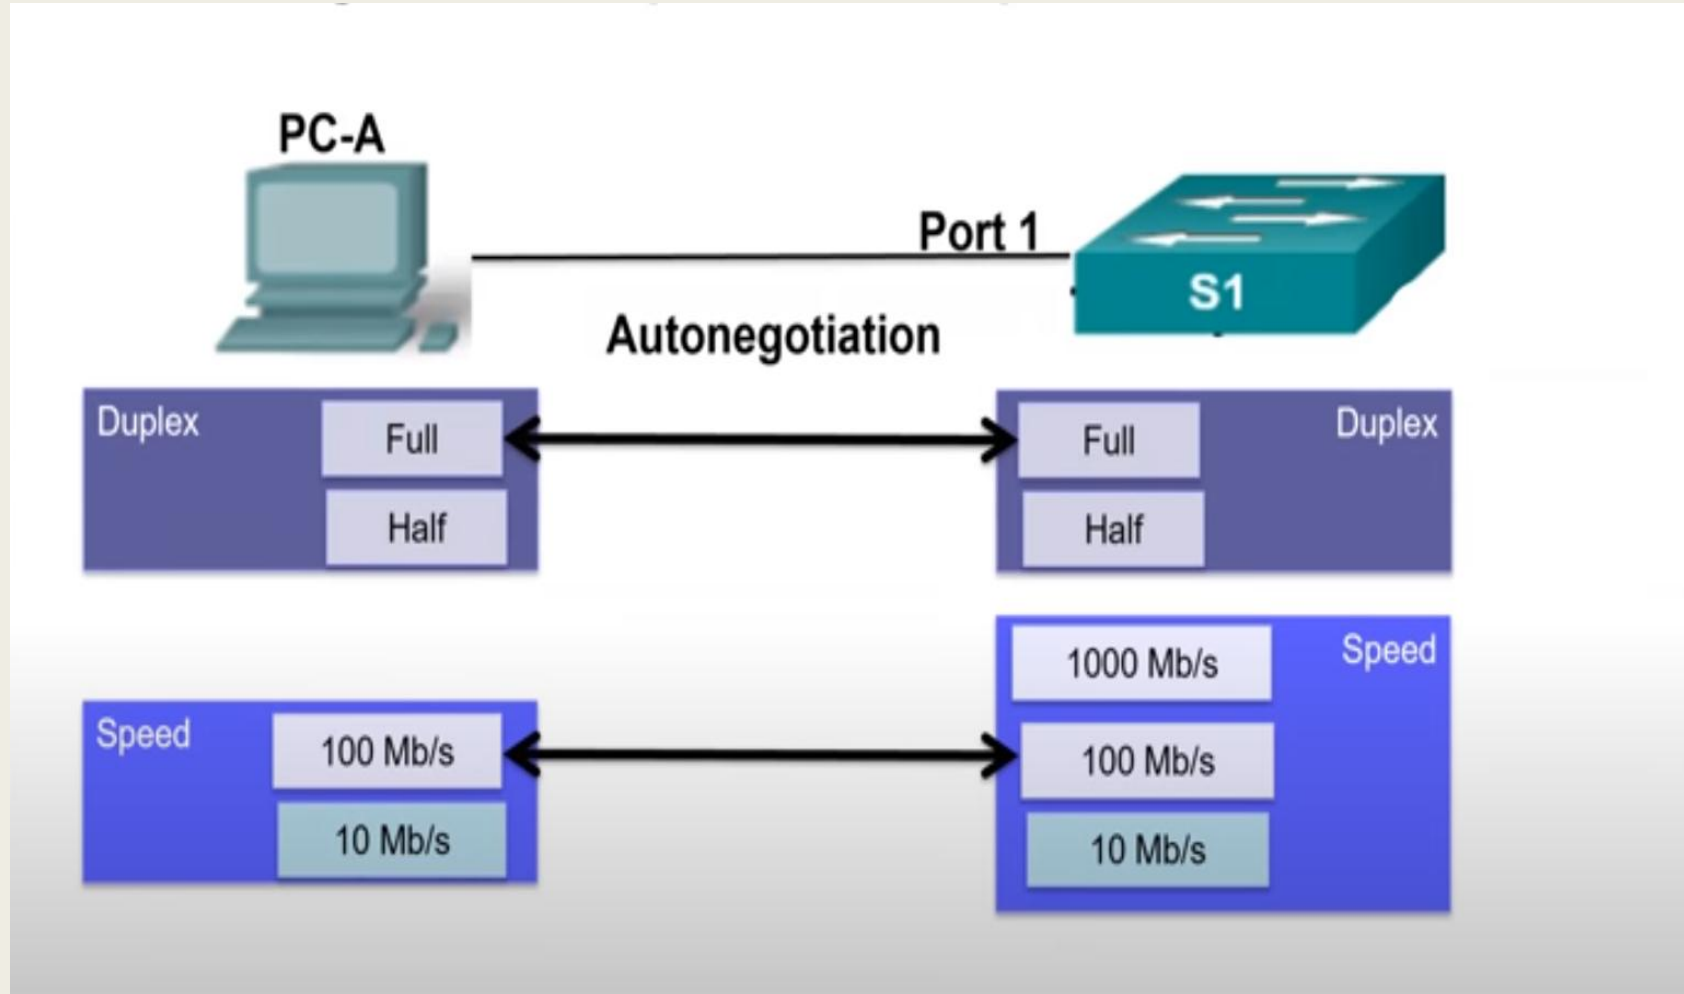 PC-A
Port 1
S1
Autonegotiation
Duplex
Full
Half
Full
Half
Duplex
Speed
100 Mb/s
10 Mb/s
1000 Mb/s
100 Mb/s
10 Mb/s
Speed